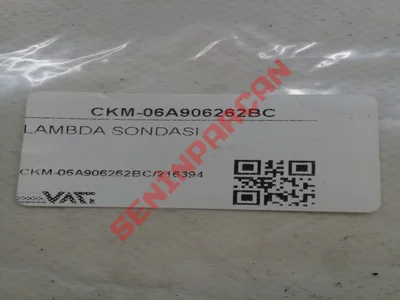 CKM-06A906262BC
LAMBDA SONDASI
CKM-06A906262BC/216394
SENINPARCAN